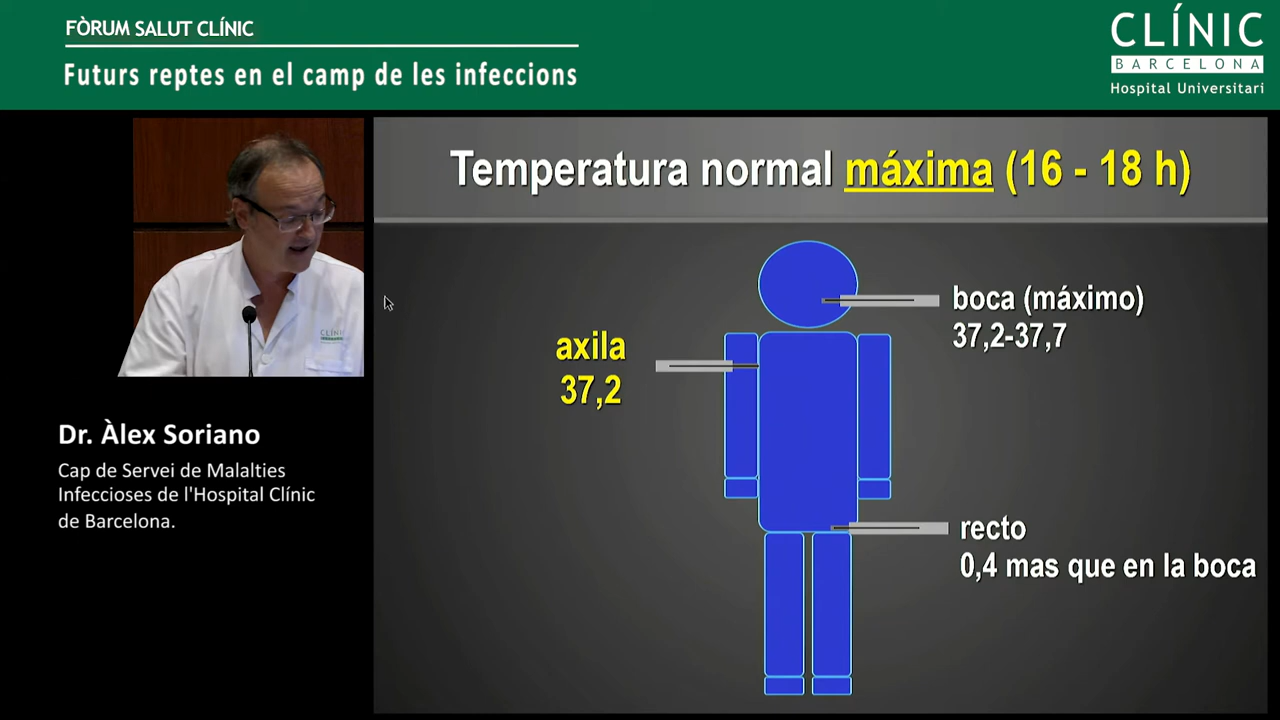 FÒRUM SALUT CLÍNIC
Futurs reptes en el camp de les infeccions
CLÍNIC
BARCELONA
Hospital Universitari
Temperatura normal máxima (16 - 18 h)
boca (máximo)
37,2-37,7
axila
37,2
recto
0,4 mas que en la boca
CLÍNIC
Dr. Àlex Soriano
Cap de Servei de Malalties
Infeccioses de l'Hospital Clínic
de Barcelona.